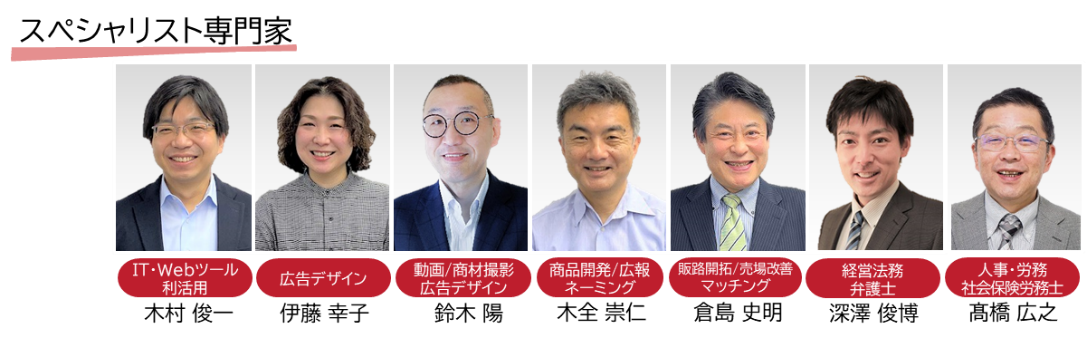 スペシャリスト専門家
IT・Webツール
利活用
木村 俊一
広告デザイン
伊藤 幸子
動画/商材撮影
広告デザイン
鈴木 陽
商品開発/広報
ネーミング
木全 崇仁
販路開拓/売場改善
マッチング
倉島 史明
経営法務
弁護士
深澤 俊博
人事・労務
社会保険労務士
髙橋 広之